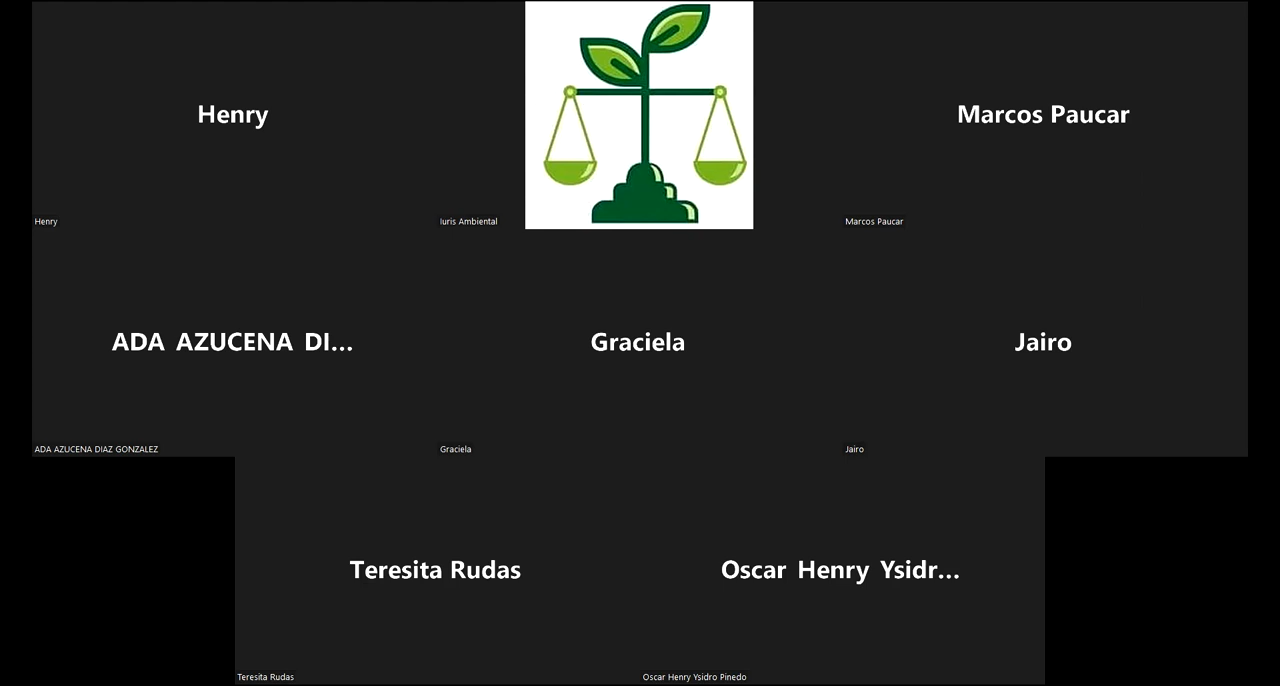 Henry
Marcos Paucar
Henry
Iuris Ambiental
Marcos Paucar
ADA AZUCENA DI...
Graciela
Jairo
ADA AZUCENA DIAZ GONZALEZ
Graciela
Jairo
Teresita Rudas
Oscar Henry Ysidr...
Teresita Rudas
Oscar Henry Ysidro Pinedo